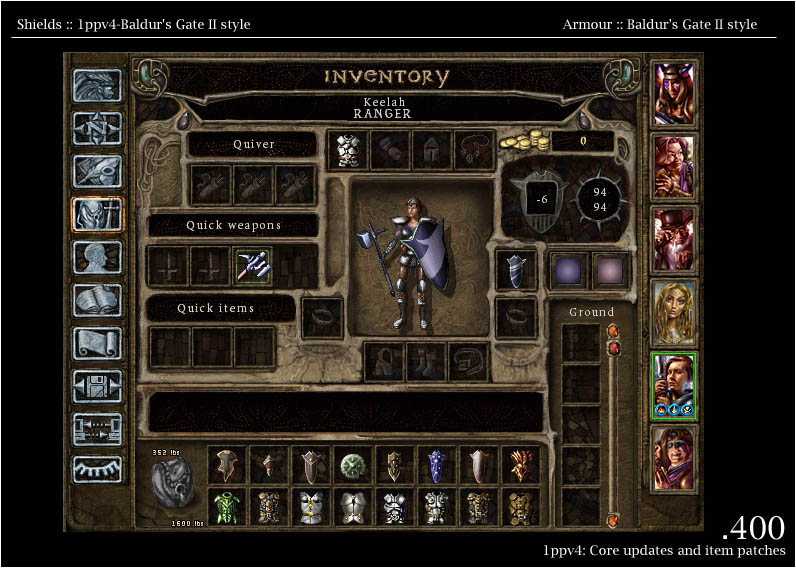 Shields :: 1ppv4-Baldur's Gate II style
Armour :: Baldur's Gate II style
INVENTORY
Keelah
RANGER
Quiver
0
-6
94
94
Quick weapons
Quick items
Ground
352 lbs
1600 lbs
.400
1ppv4: Core updates and item patches